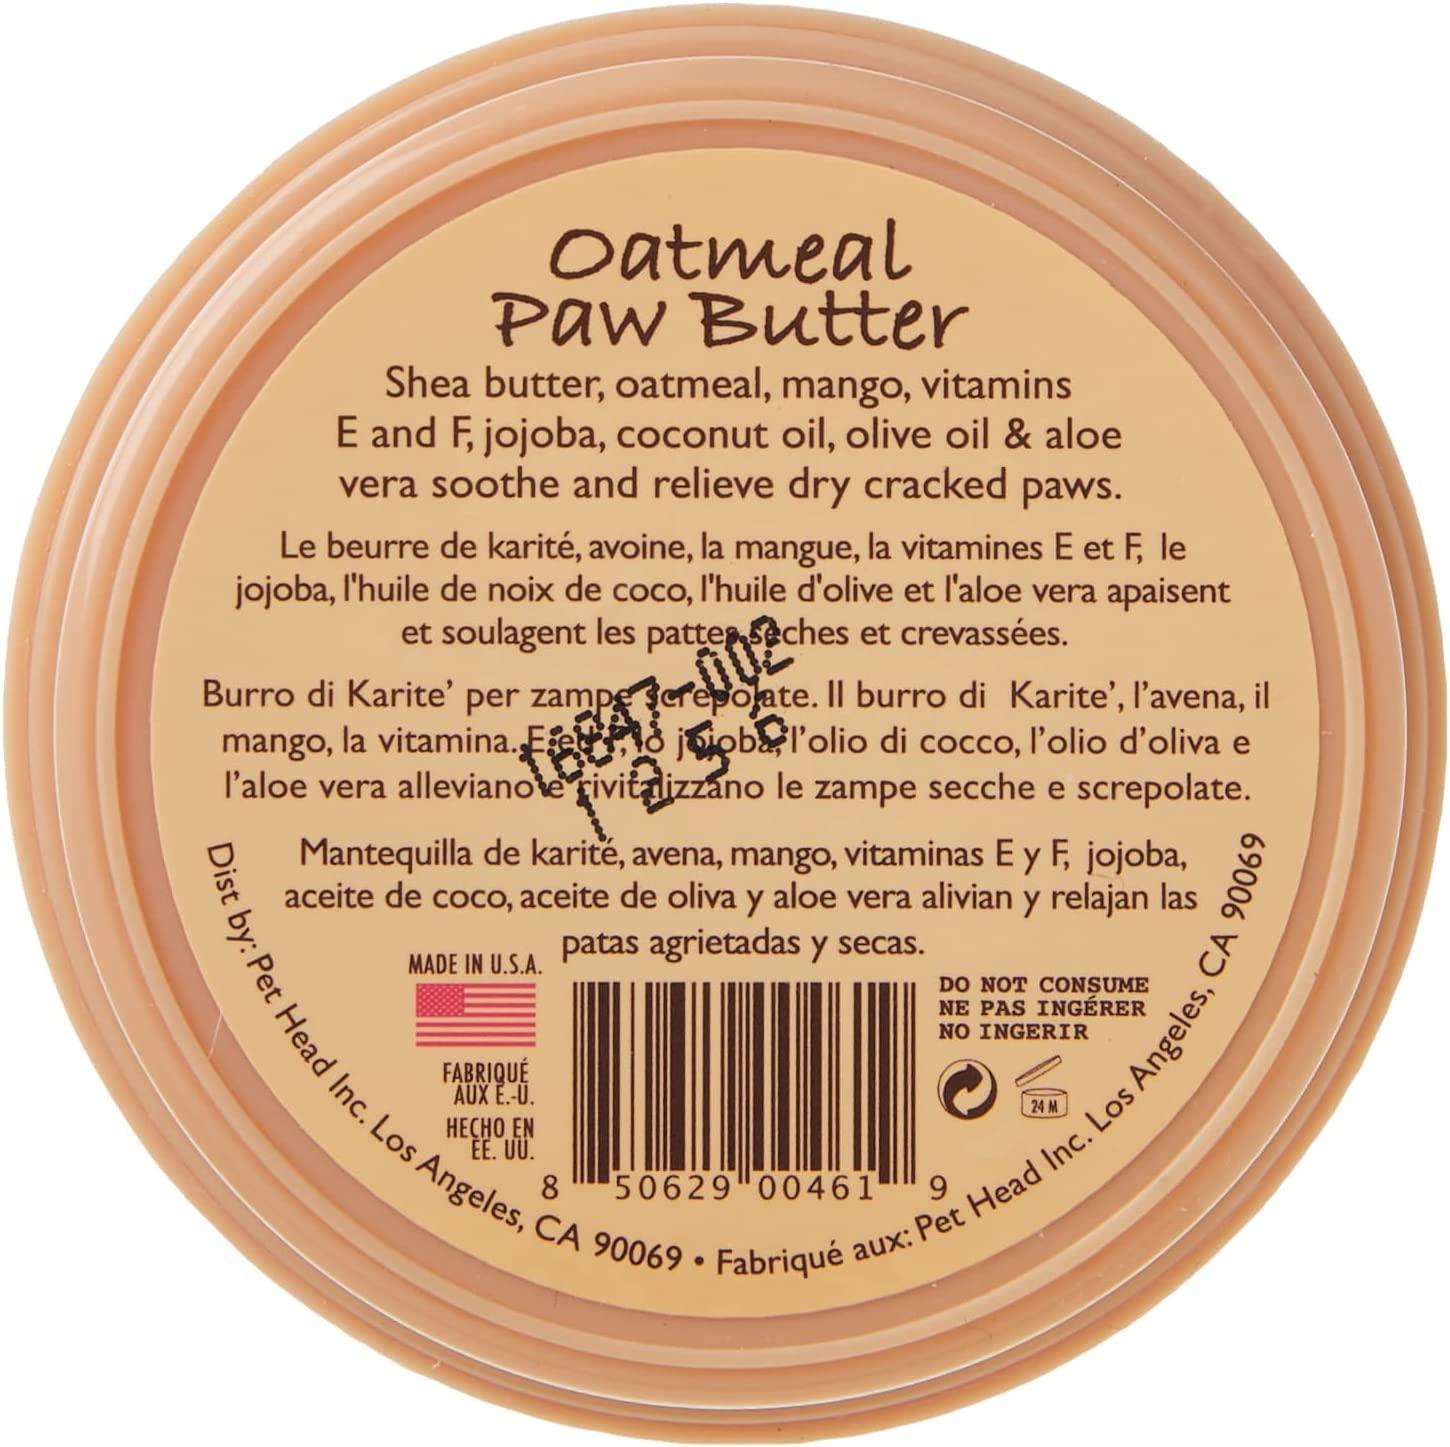 Oatmeal
Paw Butter
Shea butter, oatmeal, mango, vitamins
E and F, jojoba, coconut oil, olive oil & aloe
vera soothe and relieve dry cracked paws.
Le beurre de karité, avoine, la mangue, la vitamines E et F, le
jojoba, l'huile de noix de coco, l'huile d'olive et l'aloe vera apaisent
et soulagent les pattes seches et crevassées.
Burro di Karite’ per zampe screpolate. Il burro di Karite’, l’avena, il
mango, la vitamina. E et F, lo jojoba, l’olio di cocco, l’olio d’oliva e
l’aloe vera alleviano e rivitalizzano le zampe secche e screpolate.
Mantequilla de karité, avena, mango, vitaminas E y F, jojoba,
aceite de coco, aceite de oliva y aloe vera alivian y relajan las
patas agrietadas y secas.
MADE IN U.S.A.
FABRIQUÉ
AUX E.-U.
HECHO EN
EE. UU.
8 50629 00461 9
DO NOT CONSUME
NE PAS INGÉRER
NO INGERIR
24 M
Dist by: Pet Head Inc. Los Angeles, CA 90069 • Fabriqué aux: Pet Head Inc. Los Angeles, CA 90069